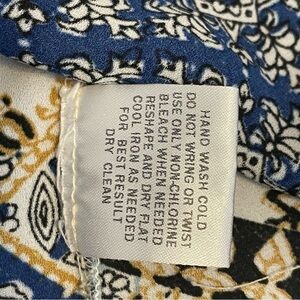 HAND WASH COLD
DO NOT WRING OR TWIST
USE ONLY NON-CHLORINE
BLEACH WHEN NEEDED
RESHAPE AND DRY FLAT
COOL IRON AS NEEDED
FOR BEST RESULT
DRY CLEAN